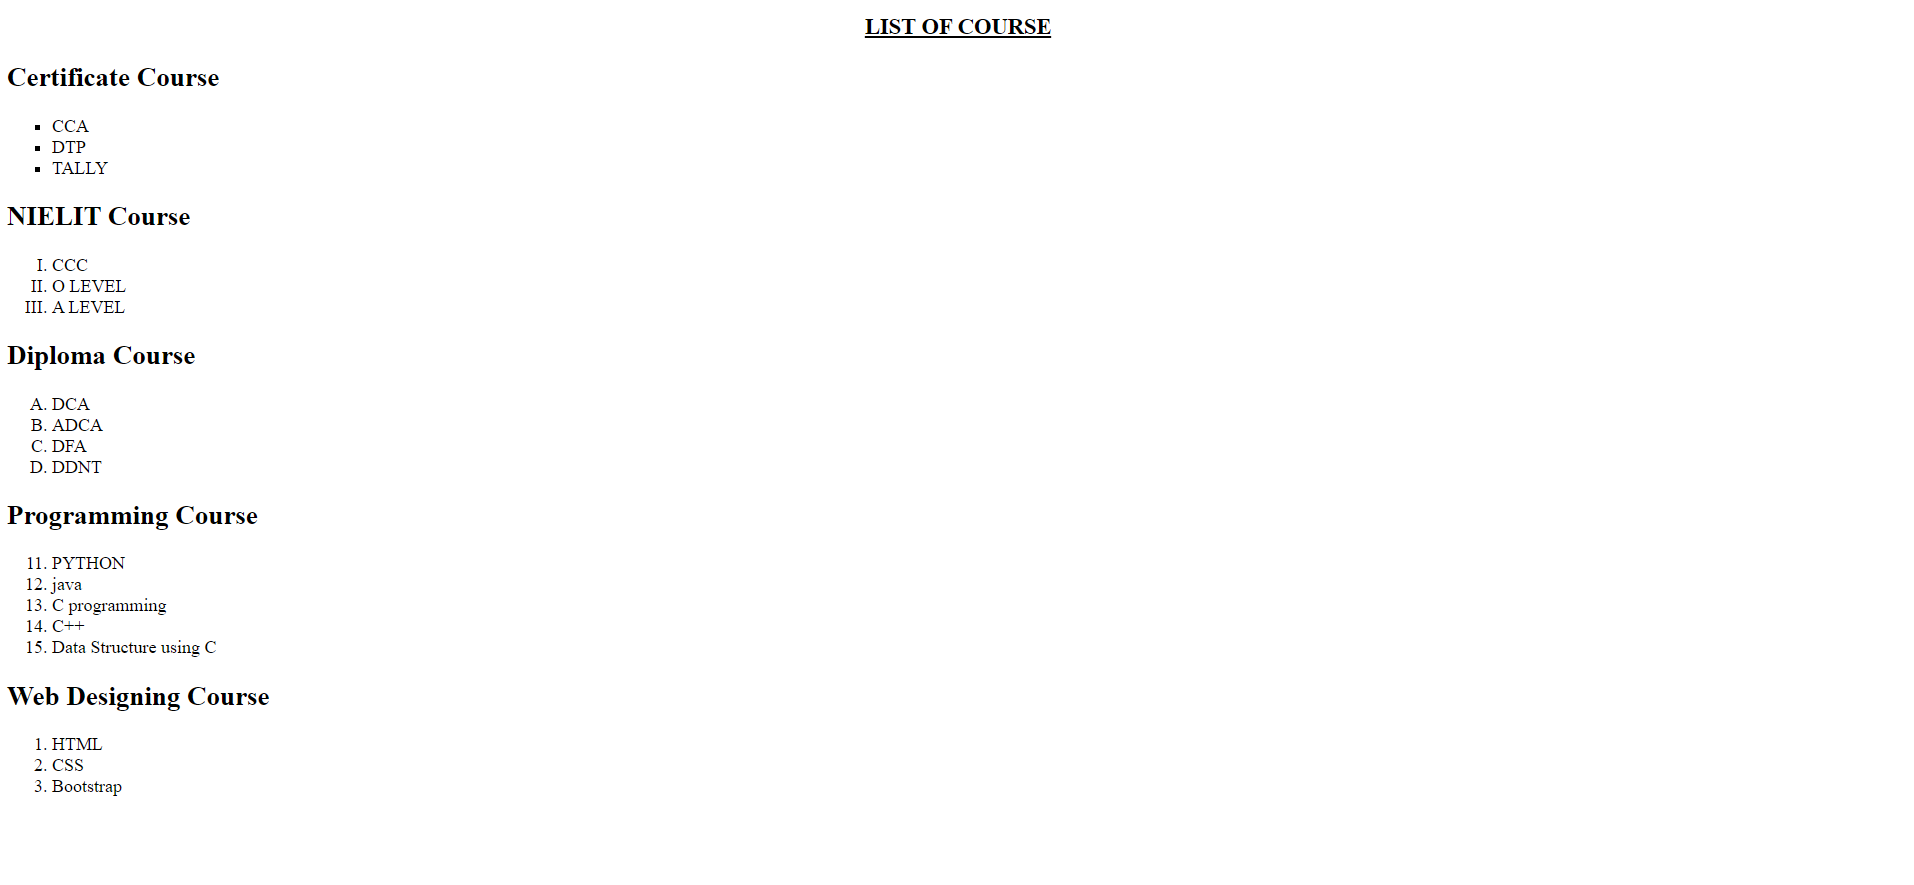 LIST OF COURSE
Certificate Course
▪ CCA
▪ DTP
▪ TALLY
NIELIT Course
I. CCC
II. O LEVEL
III. A LEVEL
Diploma Course
A. DCA
B. ADCA
C. DFA
D. DDNT
Programming Course
11. PYTHON
12. java
13. C programming
14. C++
15. Data Structure using C
Web Designing Course
1. HTML
2. CSS
3. Bootstrap